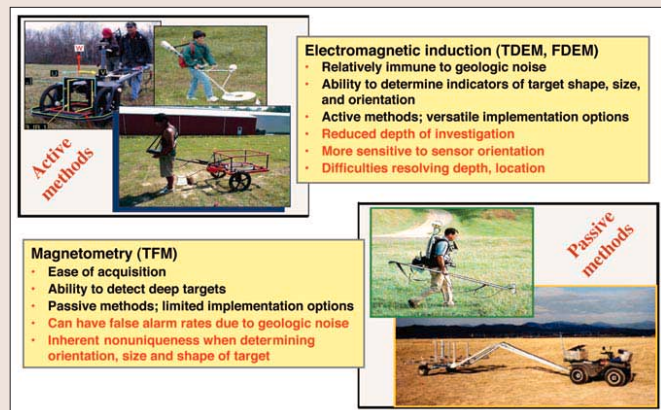 Electromagnetic induction (TDEM, FDEM)
• Relatively immune to geologic noise
• Ability to determine indicators of target shape, size,
and orientation
• Active methods; versatile implementation options
• Reduced depth of investigation
• More sensitive to sensor orientation
• Difficulties resolving depth, location
Active
methods
Magnetometry (TFM)
• Ease of acquisition
• Ability to detect deep targets
• Passive methods; limited implementation options
• Can have false alarm rates due to geologic noise
• Inherent nonuniqueness when determining
orientation, size and shape of target
Passive
methods